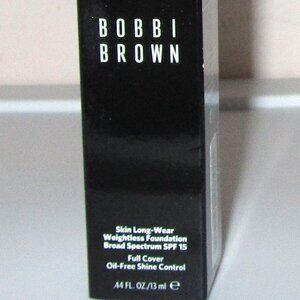 BOBBI
BROWN
Skin Long-Wear
Weightless Foundation
Broad Spectrum SPF 15
Full Cover
Oil-Free Shine Control
.44 FL. OZ./13 ml ℮